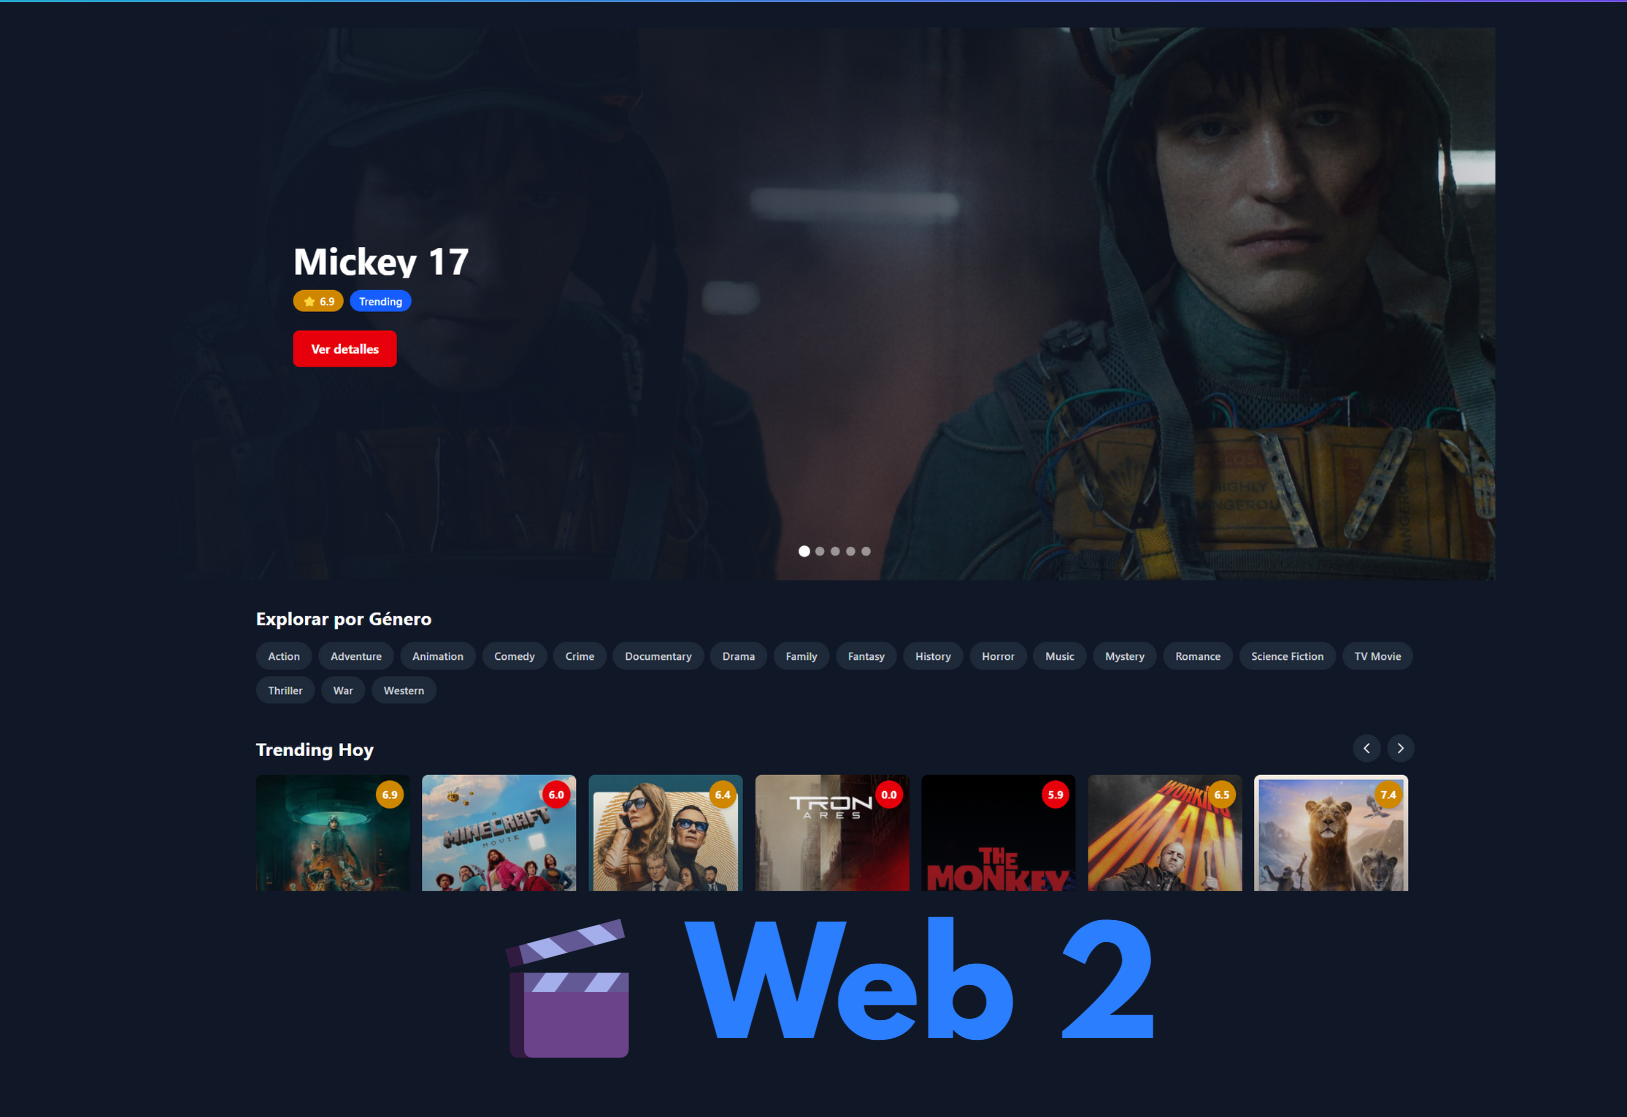 Mickey 17
6.9 Trending
Ver detalles
HIGHLY
Explorar por Género
Action Adventure Animation Comedy Crime Documentary Drama Family Fantasy History Horror Music Mystery Romance Science Fiction TV Movie
Thriller War Western
Trending Hoy
6.9 6.0 6.4 0.0 5.9 6.5 7.4
A
MINECRAFT
MOVIE
TRON
ARES
THE
MONKEY
MAN
Web 2